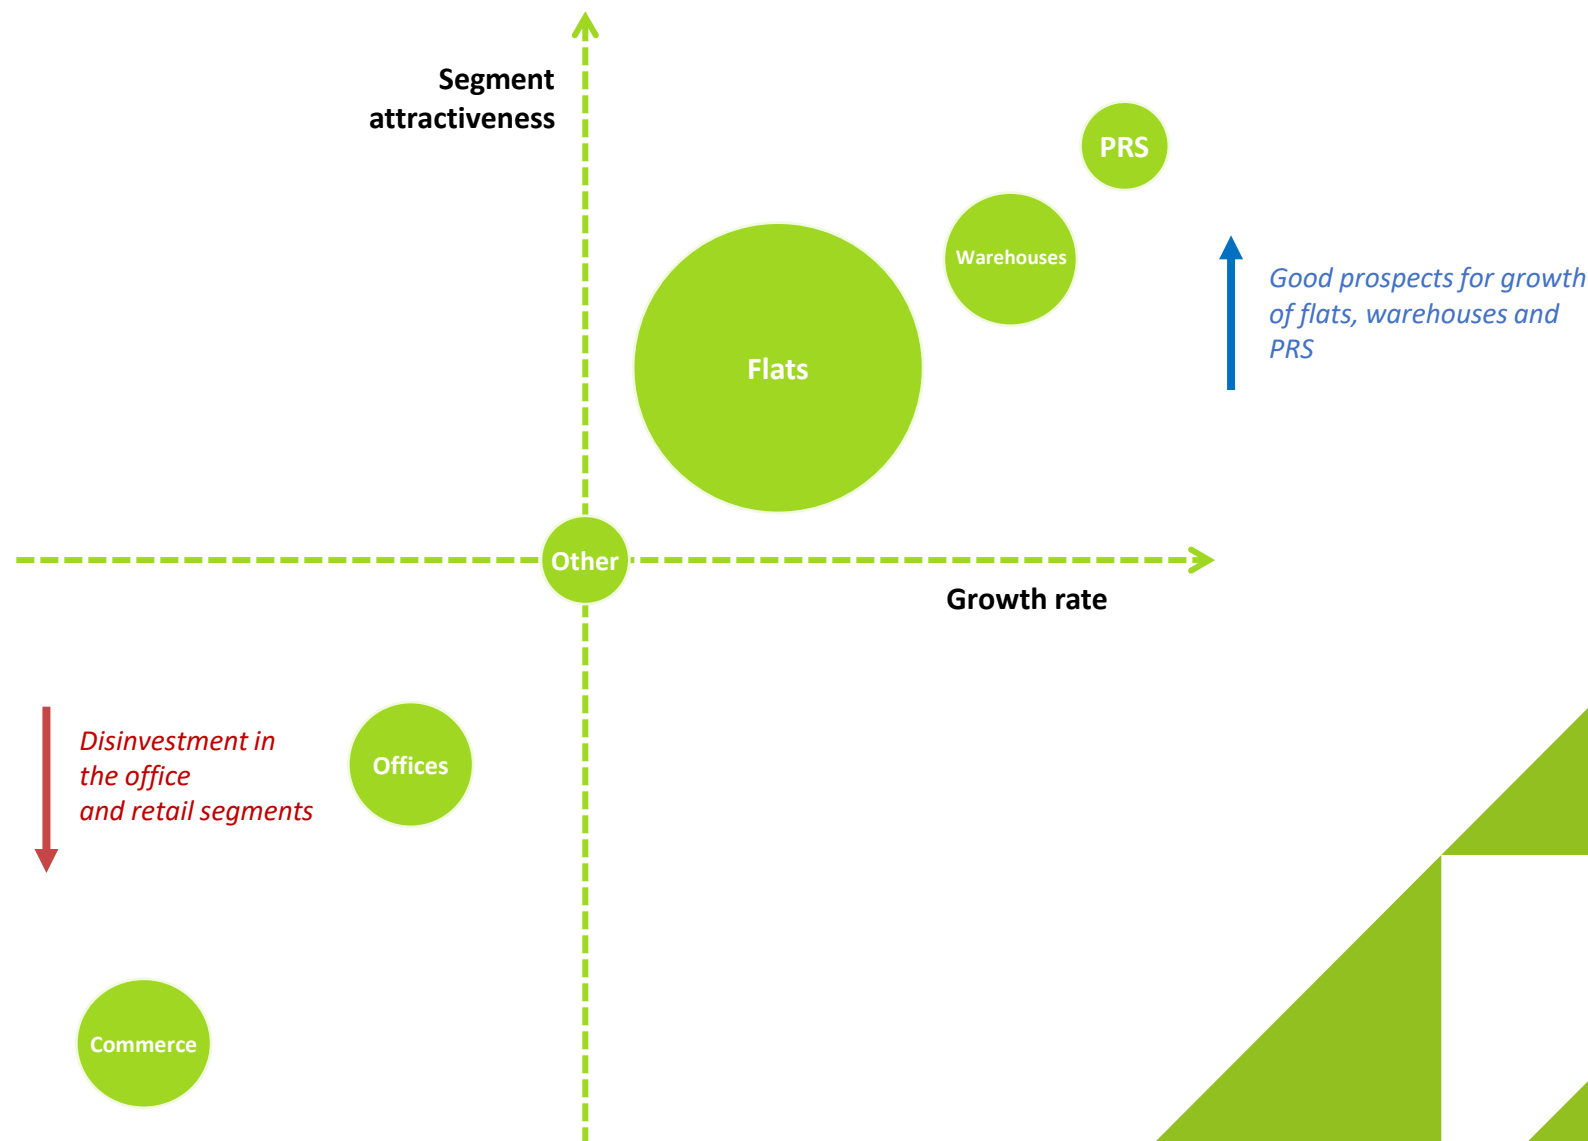 Segment
attractiveness
PRS
Warehouses
Good prospects for growth
of flats, warehouses and
PRS
Flats
Other
Growth rate
Disinvestment in
the office
and retail segments
Offices
Commerce